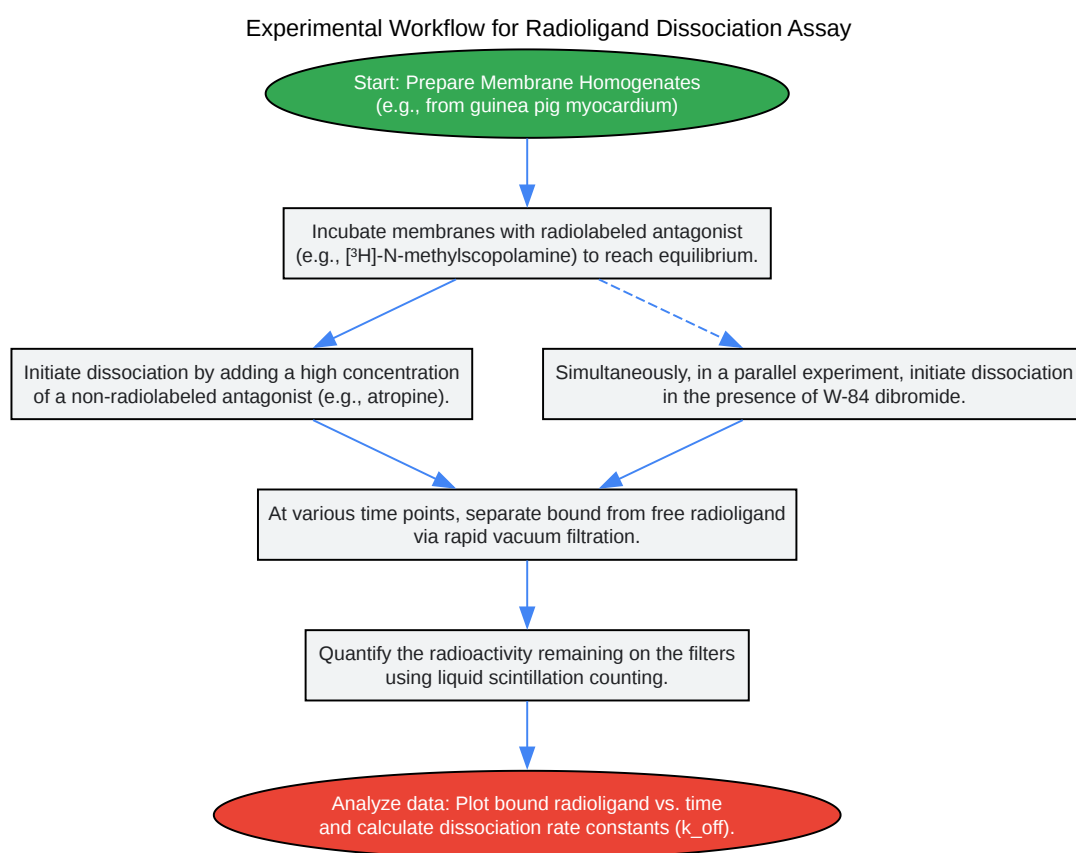 Experimental Workflow for Radioligand Dissociation Assay
Start: Prepare Membrane Homogenates
(e.g., from guinea pig myocardium)
Incubate membranes with radiolabeled antagonist
(e.g., [³H]-N-methylscopolamine) to reach equilibrium.
Initiate dissociation by adding a high concentration
of a non-radiolabeled antagonist (e.g., atropine).
Simultaneously, in a parallel experiment, initiate dissociation
in the presence of W-84 dibromide.
At various time points, separate bound from free radioligand
via rapid vacuum filtration.
Quantify the radioactivity remaining on the filters
using liquid scintillation counting.
Analyze data: Plot bound radioligand vs. time
and calculate dissociation rate constants (k_off).